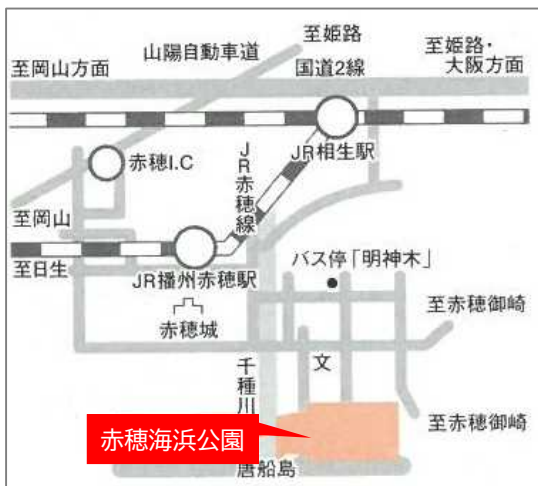 至姫路
山陽自動車道
国道2線
至姫路・
大阪方面
至岡山方面
JR相生駅
赤穂I.C
JR赤穂線
至岡山
至日生
JR播州赤穂駅
バス停「明神木」
赤穂城
至赤穂御崎
千種川
文
至赤穂御崎
赤穂海浜公園
唐船島